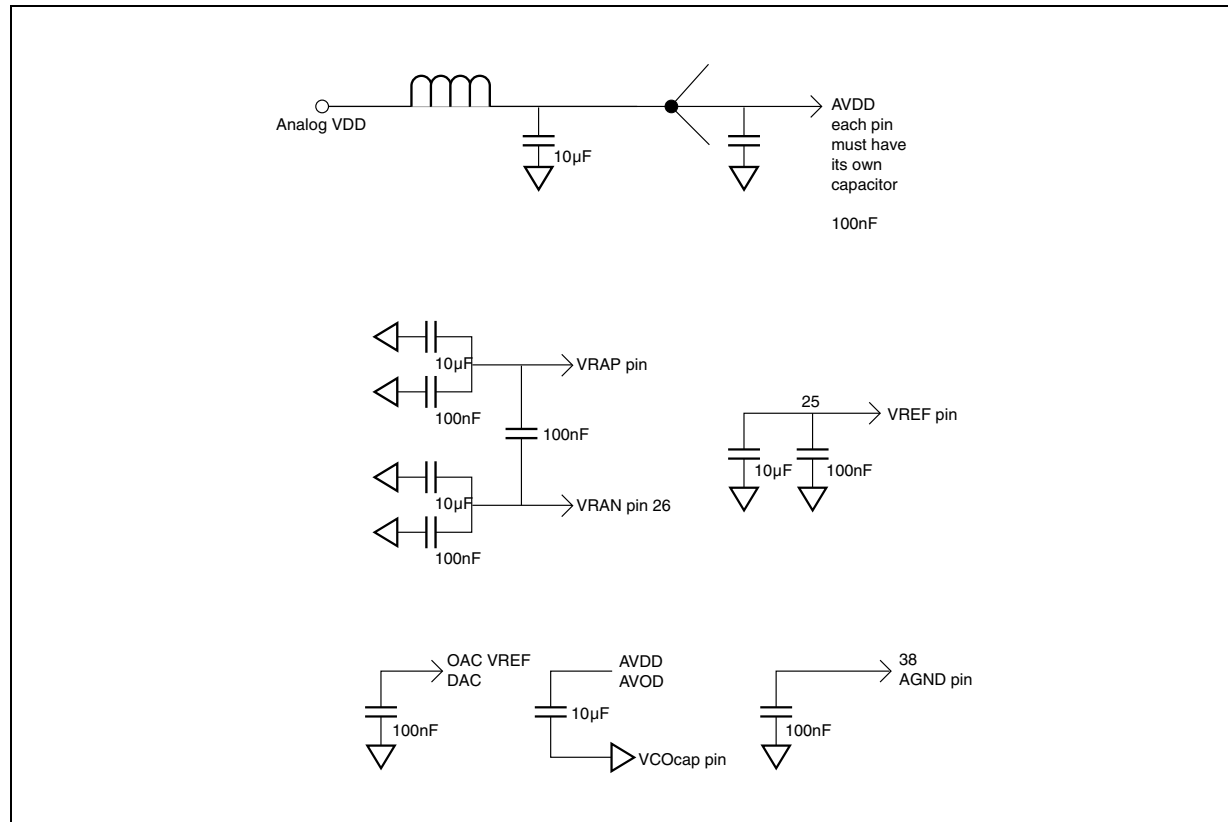 Analog VDD
10µF
AVDD
each pin
must have
its own
capacitor
100nF
10µF
100nF
VRAP pin
100nF
10µF
100nF
VRAN pin 26
25
VREF pin
10µF
100nF
OAC VREF
DAC
100nF
AVDD
AVOD
10µF
VCOcap pin
38
AGND pin
100nF